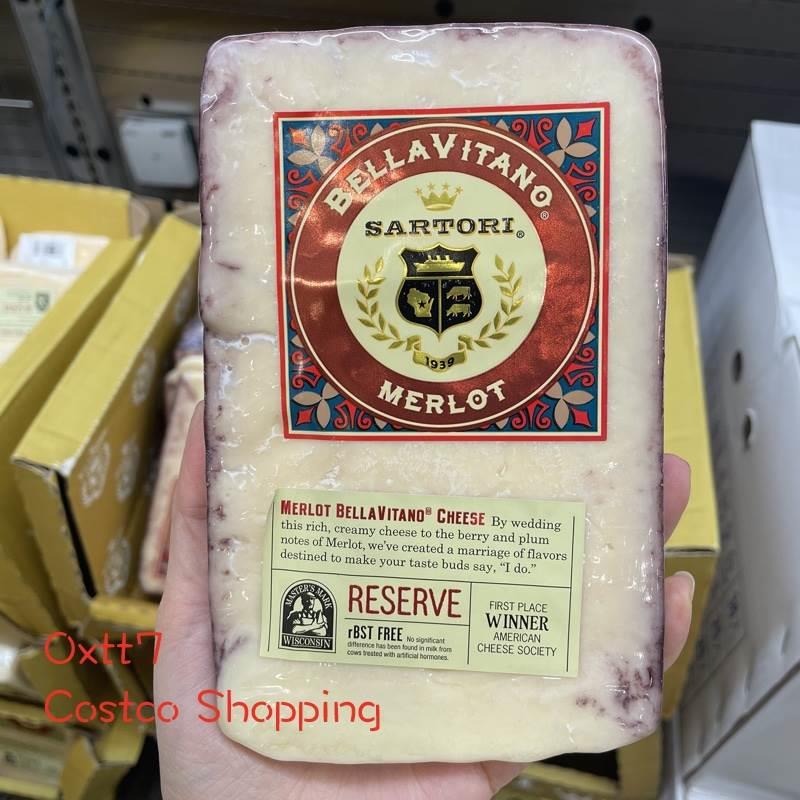 BELLAVITANO®
SARTORI®
1939
MERLOT
MERLOT BELLAVITANO® CHEESE By wedding
this rich, creamy cheese to the berry and plum
notes of Merlot, we've created a marriage of flavors
destined to make your taste buds say, “I do.”
MASTER'S MARK
WISCONSIN
RESERVE
rBST FREE No significant
difference has been found in milk from
cows treated with artificial hormones.
FIRST PLACE
WINNER
AMERICAN
CHEESE SOCIETY
Oxtt7
Costco Shopping